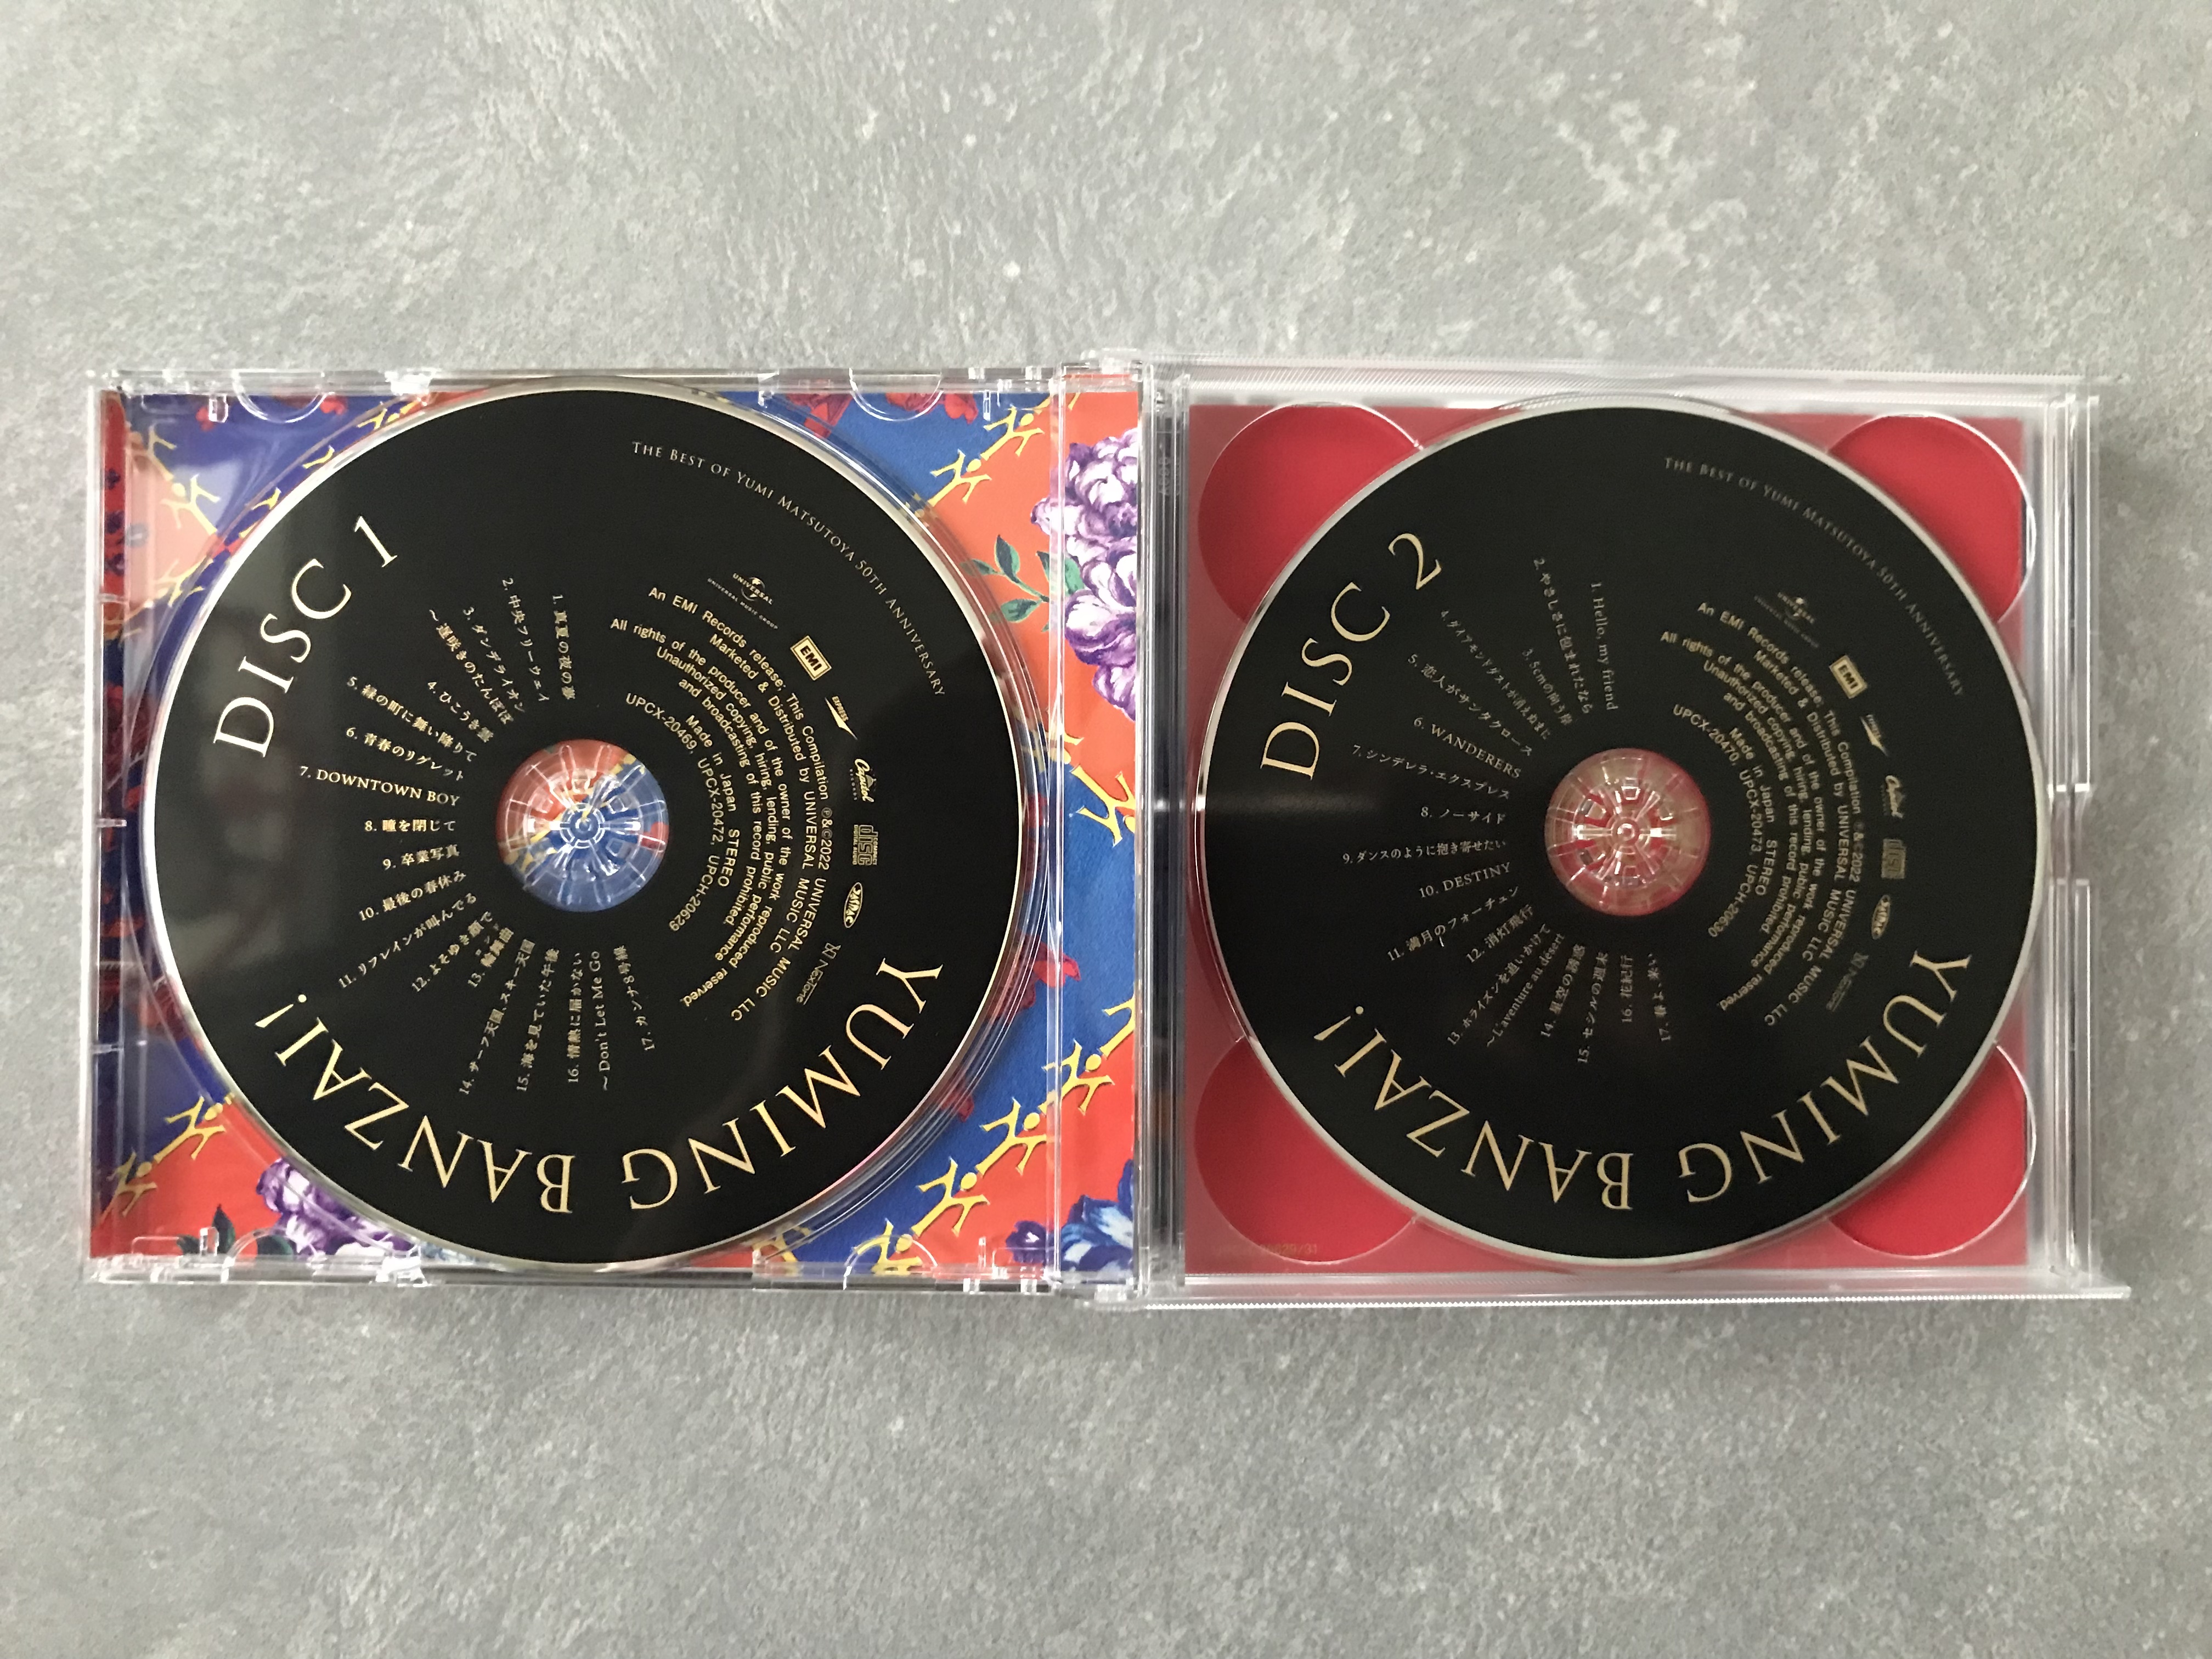 DISC 1
THE BEST OF YUMI MATSUTOYA 50TH ANNIVERSARY
1. 真夏の夜の夢
2. 中央フリーウェイ
3. ダンデライオン
〜遅咲きのたんぽぽ
4. ひこうき雲
5. 緑の町に舞い降りて
6. 青春のリグレット
7. DOWNTOWN BOY
8. 瞳を閉じて
9. 卒業写真
10. 最後の春休み
11. リフレインが叫んでる
12. よそゆき顔で
13. 輪舞曲
14. サーフ天国、スキー天国
15. 海を見ていた午後
16. 情熱に届かない
〜Don't Let Me Go
17. カンナ8号線
UNIVERSAL
UNIVERSAL MUSIC GROUP
EMI
EXPRESS
Capitol
COMPACT
disc
DIGITAL AUDIO
JASRAC
NexTone
An EMI Records release; This Compilation ℗&©2022 UNIVERSAL MUSIC LLC
Marketed & Distributed by UNIVERSAL MUSIC LLC
All rights of the producer and of the owner of the work reproduced reserved.
Unauthorized copying, hiring, lending, public performance
and broadcasting of this record prohibited.
Made in Japan STEREO
UPCX-20469, UPCX-20472, UPCH-20629
YUMING BANZAI!
DISC 2
THE BEST OF YUMI MATSUTOYA 50TH ANNIVERSARY
1. Hello, my friend
2. やさしさに包まれたなら
3. 5cmの向う岸
4. ダイアモンドダストが消えぬまに
5. 恋人がサンタクロース
6. WANDERERS
7. シンデレラ・エクスプレス
8. ノーサイド
9. ダンスのように抱き寄せたい
10. DESTINY
11. 満月のフォーチュン
12. 消灯飛行
13. ホライズンを追いかけて
〜L'aventure au désert
14. 星空の誘惑
15. セシルの週末
16. 花紀行
17. 春よ、来い
UNIVERSAL
EMI
Capitol
disc
JASRAC
NexTone
An EMI Records release; This Compilation ℗&©2022 UNIVERSAL MUSIC LLC
Marketed & Distributed by UNIVERSAL MUSIC LLC
All rights of the producer and of the owner of the work reproduced reserved.
Unauthorized copying, hiring, lending, public performance
and broadcasting of this record prohibited.
Made in Japan STEREO
UPCX-20470, UPCX-20473, UPCH-20630
YUMING BANZAI!